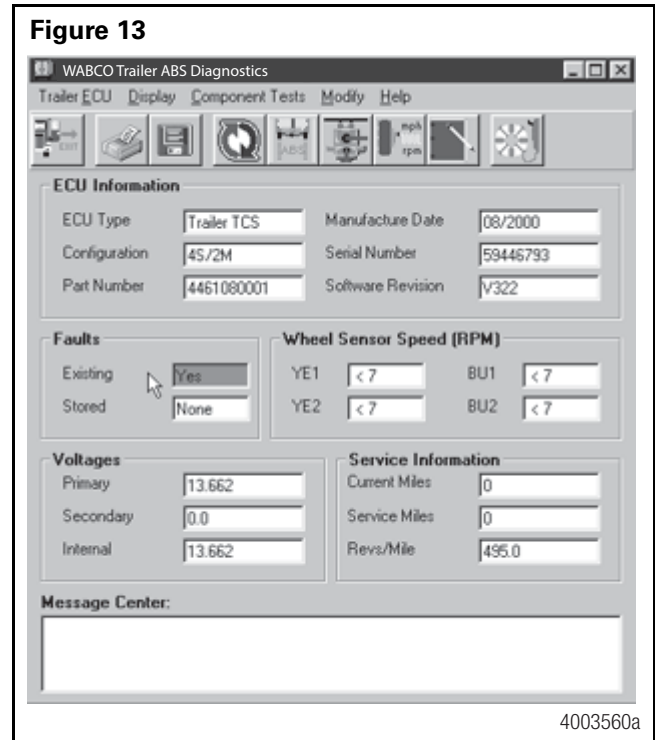 Figure 13
WABCO Trailer ABS Diagnostics
Trailer ECU Display Component Tests Modify Help
EXIT ABS mph rpm
ECU Information
ECU Type Trailer TCS Manufacture Date 08/2000
Configuration 4S/2M Serial Number 59446793
Part Number 4461080001 Software Revision V322
Faults Wheel Sensor Speed (RPM)
Existing Yes YE1 < 7 BU1 < 7
Stored None YE2 < 7 BU2 < 7
Voltages Service Information
Primary 13.662 Current Miles 0
Secondary 0.0 Service Miles 0
Internal 13.662 Revs/Mile 495.0
Message Center:
4003560a